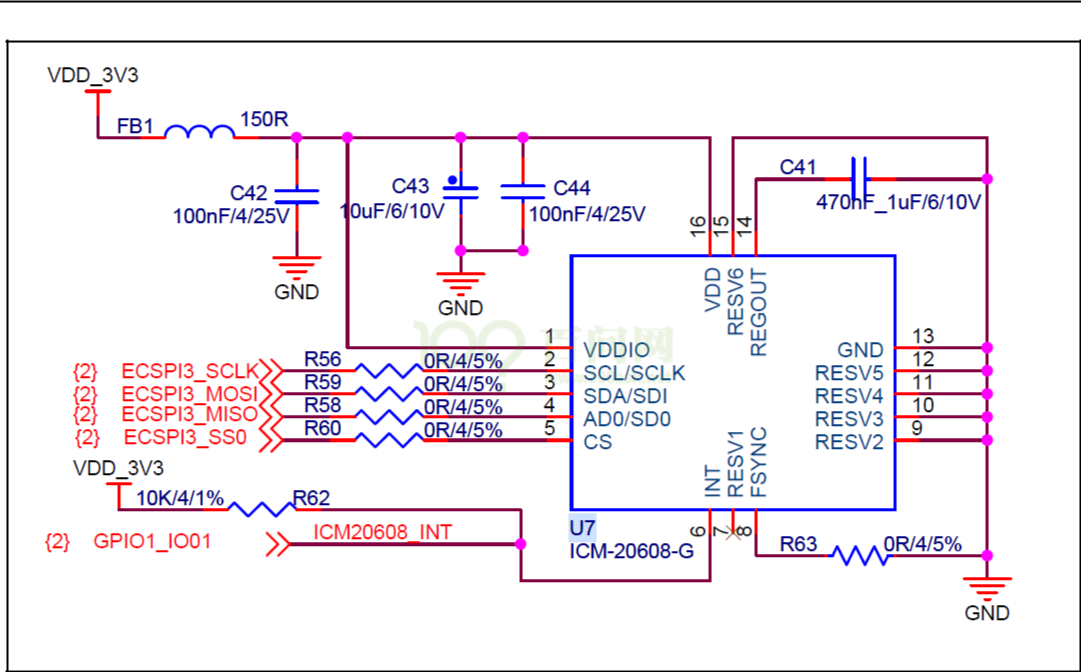 VDD_3V3
FB1
150R
C42
100nF/4/25V
GND
C43
10uF/6/10V
C44
100nF/4/25V
GND
C41
470nF_1uF/6/10V
16
15
14
VDD
RESV6
REGOUT
百问网
{2} ECSPI3_SCLK R56 0R/4/5%
{2} ECSPI3_MOSI R59 0R/4/5%
{2} ECSPI3_MISO R58 0R/4/5%
{2} ECSPI3_SS0 R60 0R/4/5%
1 VDDIO
2 SCL/SCLK
3 SDA/SDI
4 AD0/SD0
5 CS
GND 13
RESV5 12
RESV4 11
RESV3 10
RESV2 9
INT
RESV1
FSYNC
6
7
8
VDD_3V3
10K/4/1% R62
{2} GPIO1_IO01 ICM20608_INT
U7
ICM-20608-G
R63 0R/4/5%
GND